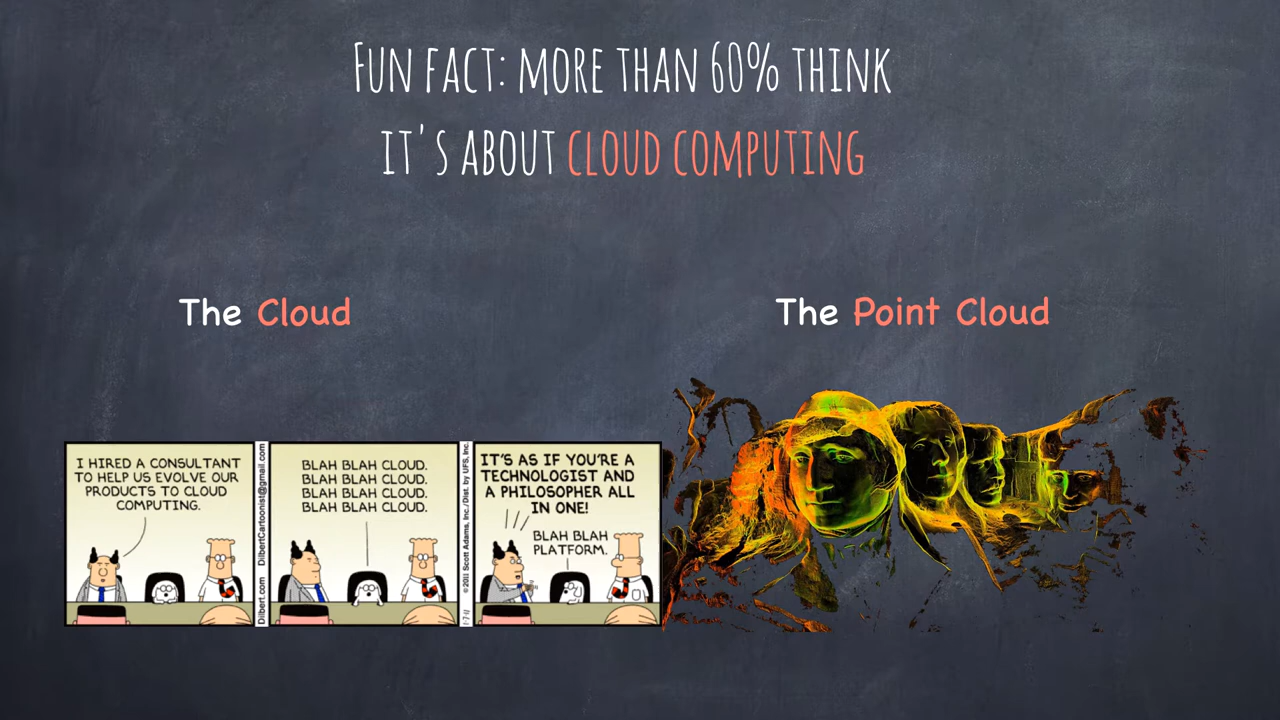 FUN FACT: MORE THAN 60% THINK
IT'S ABOUT CLOUD COMPUTING
The Cloud
The Point Cloud
I HIRED A CONSULTANT
TO HELP US EVOLVE OUR
PRODUCTS TO CLOUD
COMPUTING.
Dilbert.com DilbertCartoonist@gmail.com
BLAH BLAH CLOUD.
BLAH BLAH CLOUD.
BLAH BLAH CLOUD.
BLAH BLAH CLOUD.
1-7-11 ©2011 Scott Adams, Inc./Dist. by UFS, Inc.
IT'S AS IF YOU'RE A
TECHNOLOGIST AND
A PHILOSOPHER ALL
IN ONE!
BLAH BLAH
PLATFORM.